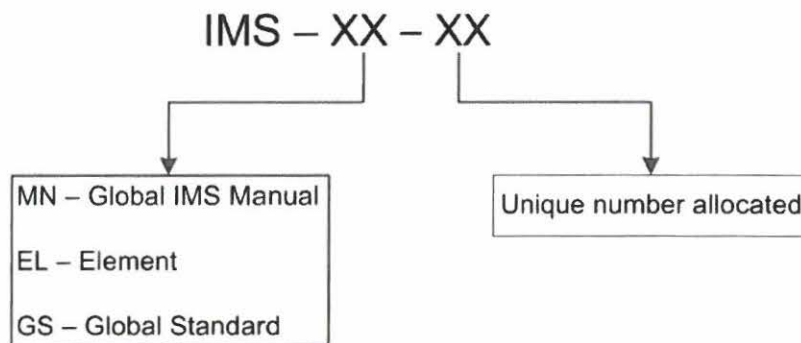 IMS – XX – XX
MN – Global IMS Manual
EL – Element
GS – Global Standard
Unique number allocated